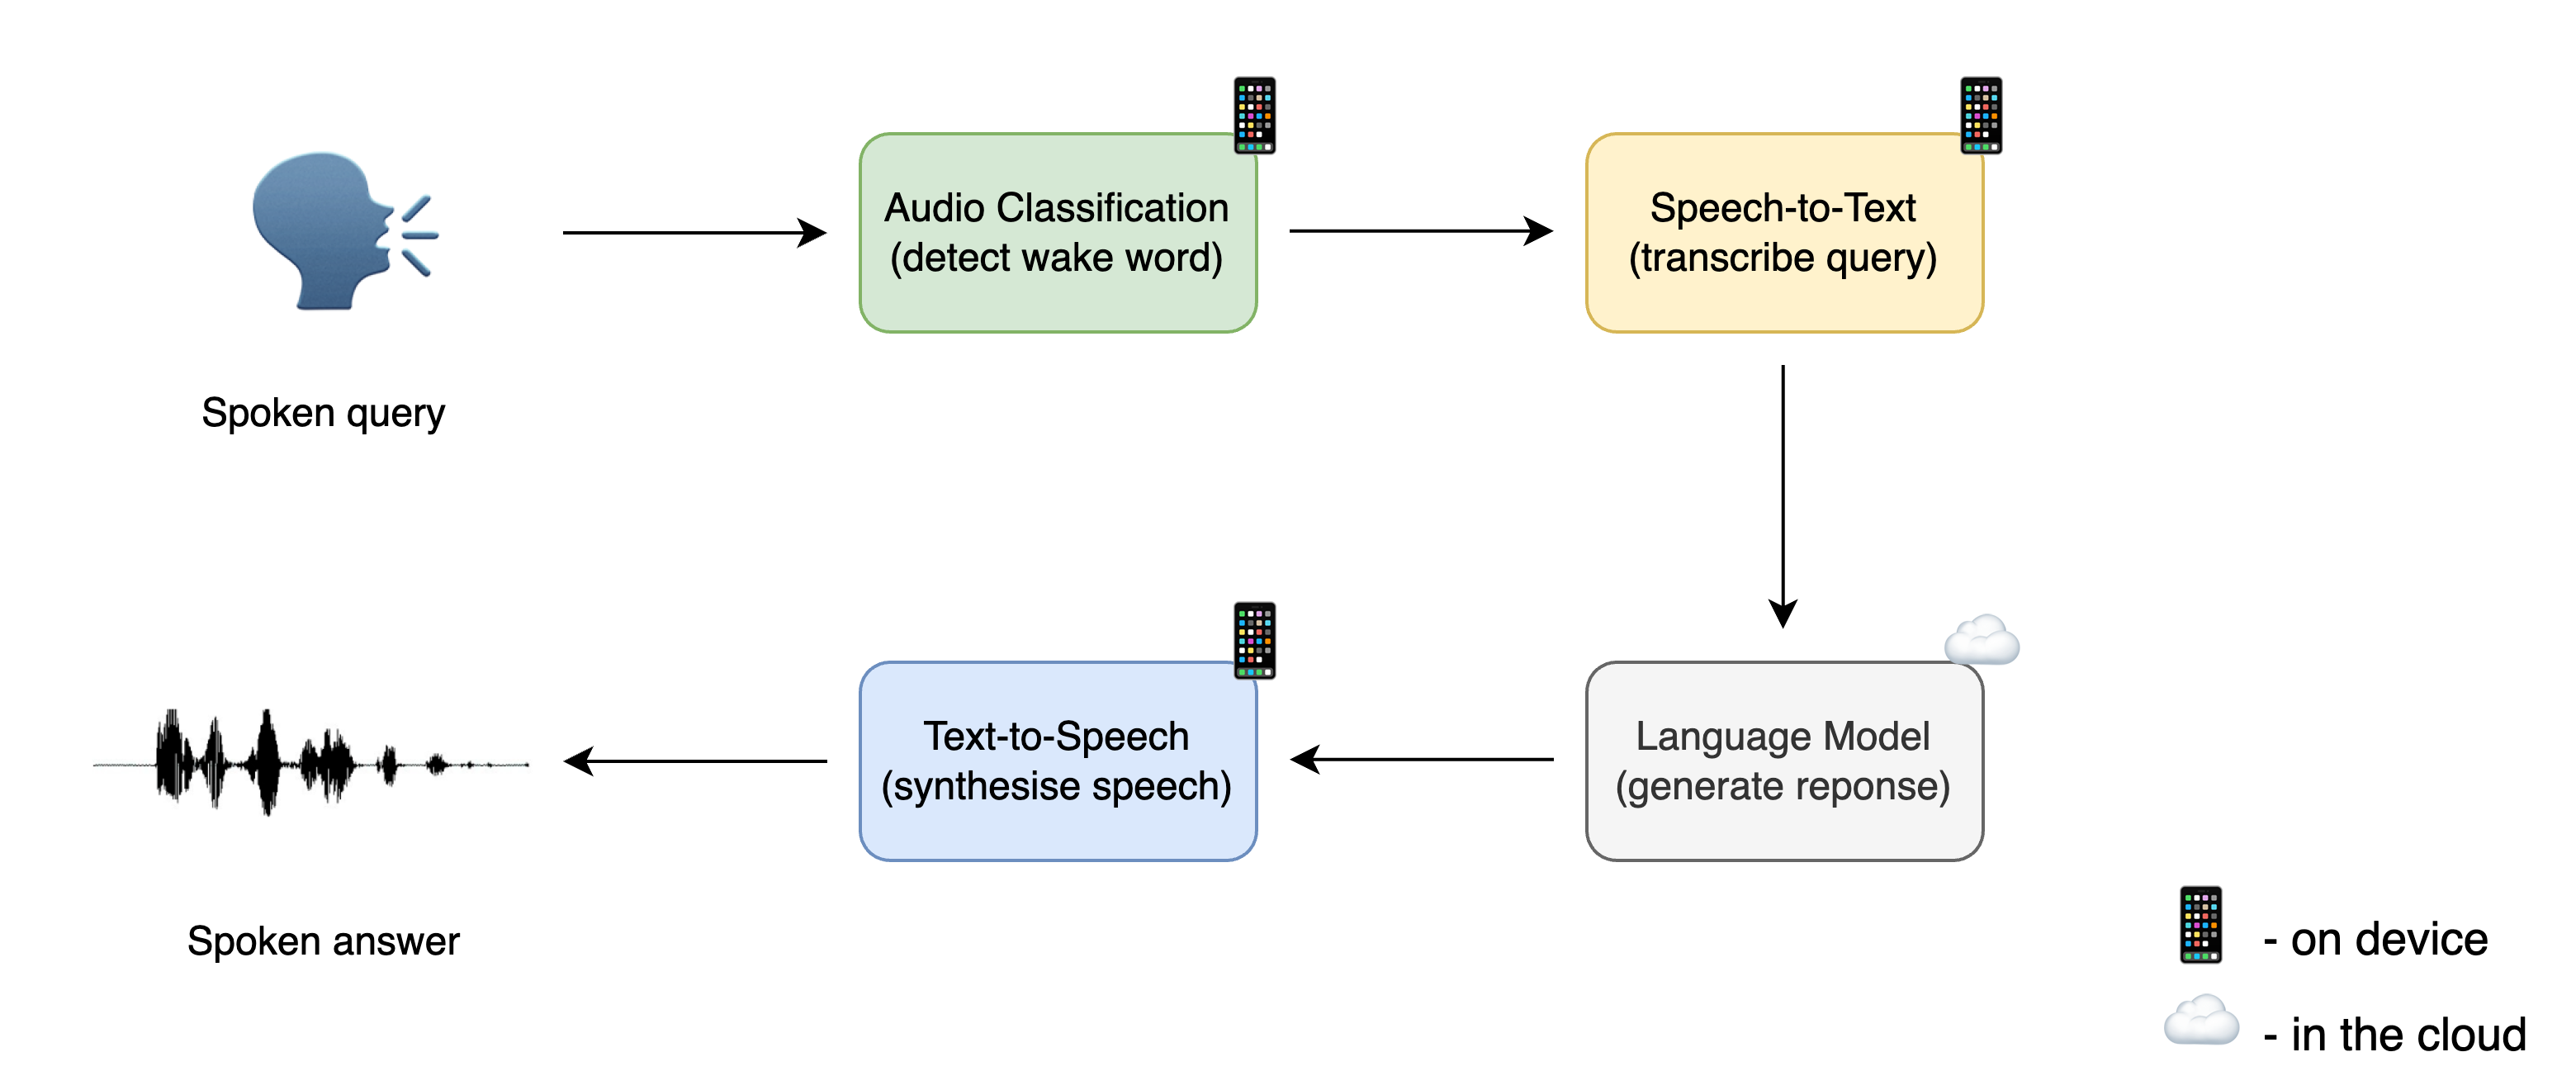 Audio Classification
(detect wake word)
Speech-to-Text
(transcribe query)
Spoken query
Text-to-Speech
(synthesise speech)
Language Model
(generate reponse)
Spoken answer
- on device
- in the cloud